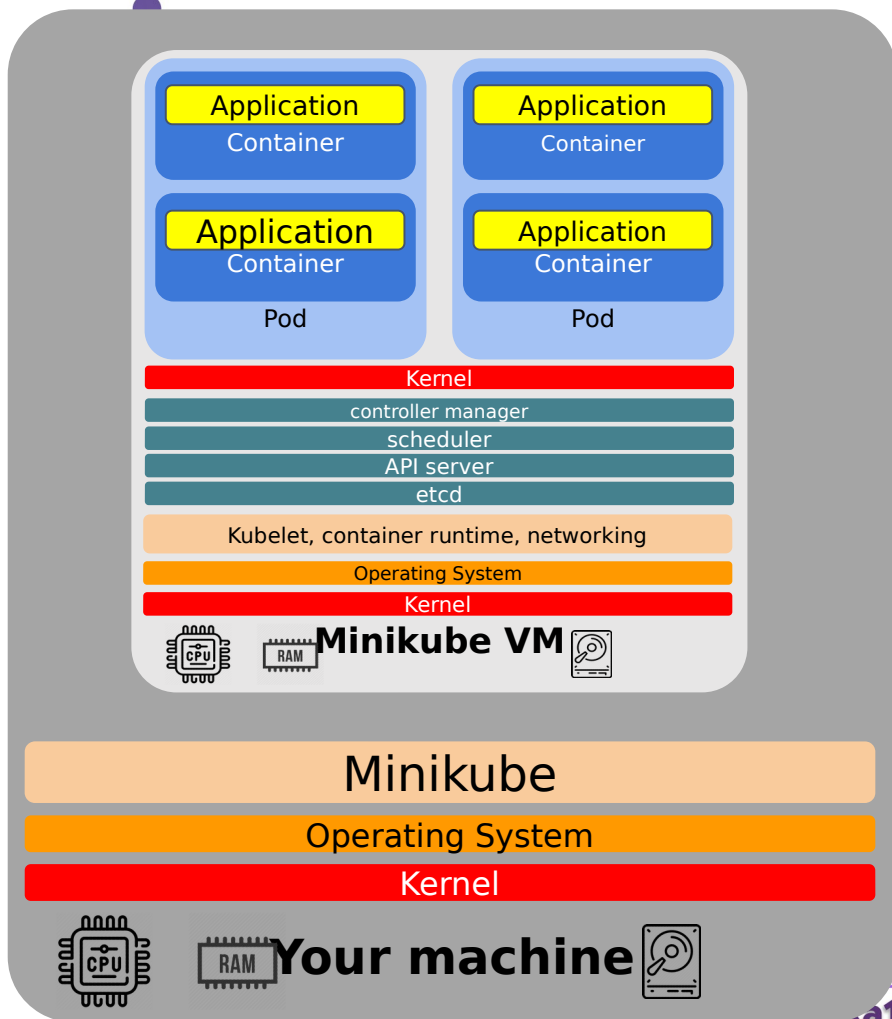 Application
Container
Application
Container
Application
Container
Application
Container
Pod
Pod
Kernel
controller manager
scheduler
API server
etcd
Kubelet, container runtime, networking
Operating System
Kernel
CPU
RAM
Minikube VM
Minikube
Operating System
Kernel
CPU
RAM
Your machine